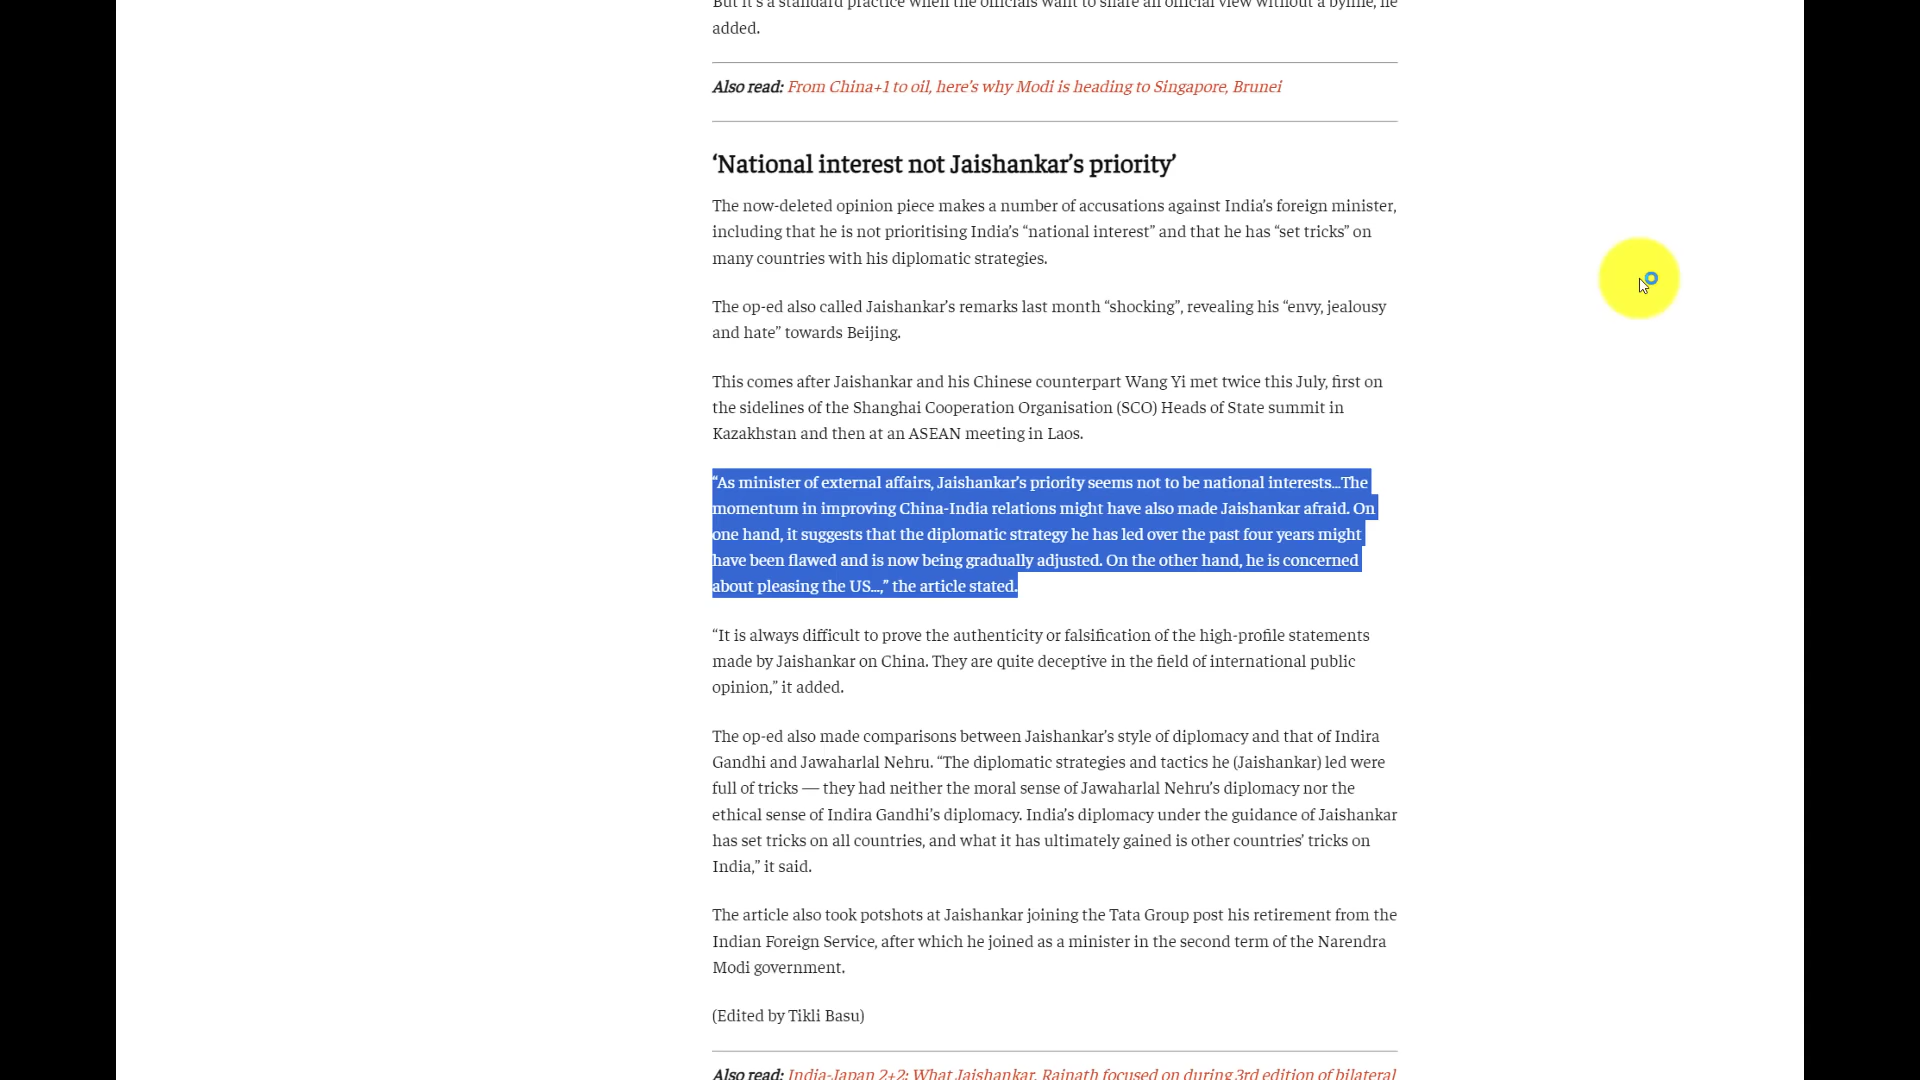 But it's a standard practice when the officials want to share an official view without a byline, he
added.
Also read: From China+1 to oil, here's why Modi is heading to Singapore, Brunei
‘National interest not Jaishankar’s priority’
The now-deleted opinion piece makes a number of accusations against India’s foreign minister,
including that he is not prioritising India’s “national interest” and that he has “set tricks” on
many countries with his diplomatic strategies.
The op-ed also called Jaishankar’s remarks last month “shocking”, revealing his “envy, jealousy
and hate” towards Beijing.
This comes after Jaishankar and his Chinese counterpart Wang Yi met twice this July, first on
the sidelines of the Shanghai Cooperation Organisation (SCO) Heads of State summit in
Kazakhstan and then at an ASEAN meeting in Laos.
“As minister of external affairs, Jaishankar’s priority seems not to be national interests…The
momentum in improving China-India relations might have also made Jaishankar afraid. On
one hand, it suggests that the diplomatic strategy he has led over the past four years might
have been flawed and is now being gradually adjusted. On the other hand, he is concerned
about pleasing the US…,” the article stated.
“It is always difficult to prove the authenticity or falsification of the high-profile statements
made by Jaishankar on China. They are quite deceptive in the field of international public
opinion,” it added.
The op-ed also made comparisons between Jaishankar’s style of diplomacy and that of Indira
Gandhi and Jawaharlal Nehru. “The diplomatic strategies and tactics he (Jaishankar) led were
full of tricks — they had neither the moral sense of Jawaharlal Nehru’s diplomacy nor the
ethical sense of Indira Gandhi’s diplomacy. India’s diplomacy under the guidance of Jaishankar
has set tricks on all countries, and what it has ultimately gained is other countries’ tricks on
India,” it said.
The article also took potshots at Jaishankar joining the Tata Group post his retirement from the
Indian Foreign Service, after which he joined as a minister in the second term of the Narendra
Modi government.
(Edited by Tikli Basu)
Also read: India-Japan 2+2: What Jaishankar, Rajnath focused on during 3rd edition of bilateral